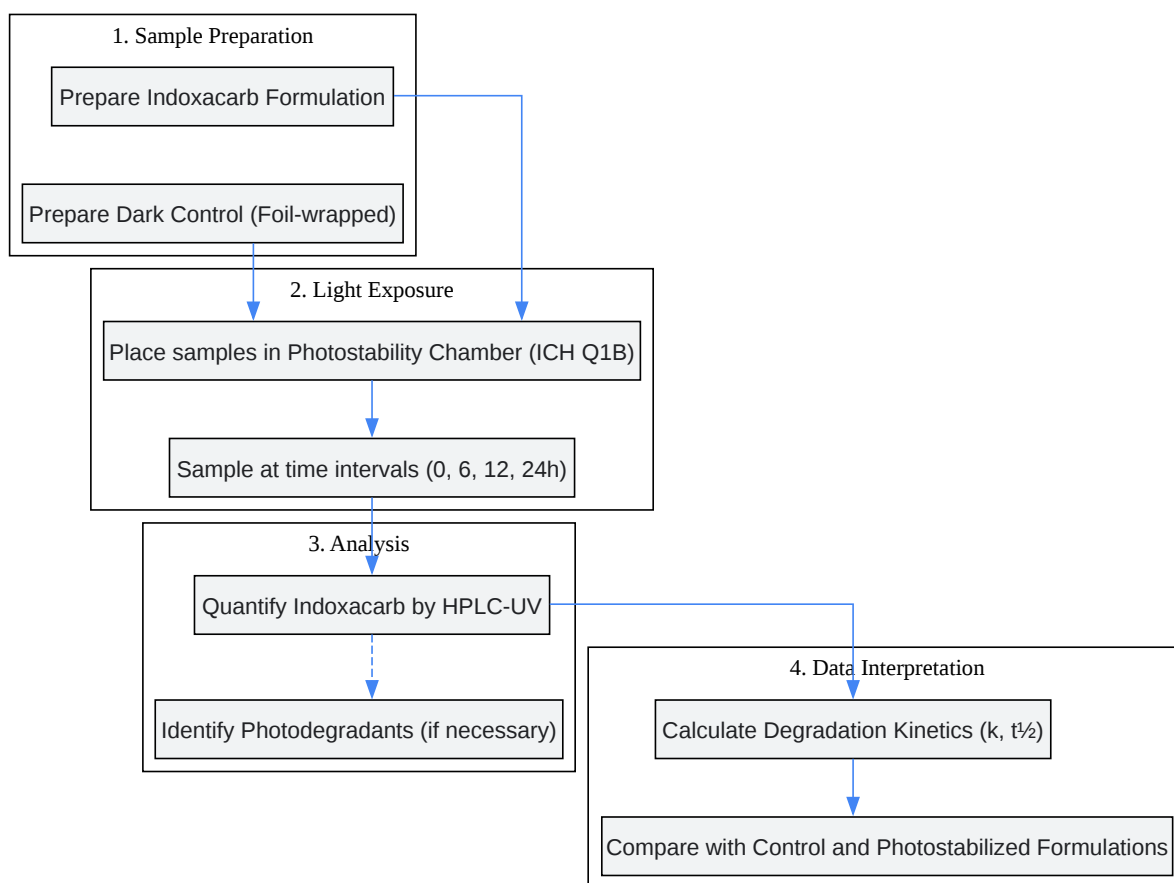 1. Sample Preparation
Prepare Indoxacarb Formulation
Prepare Dark Control (Foil-wrapped)
2. Light Exposure
Place samples in Photostability Chamber (ICH Q1B)
Sample at time intervals (0, 6, 12, 24h)
3. Analysis
Quantify Indoxacarb by HPLC-UV
Identify Photodegradants (if necessary)
4. Data Interpretation
Calculate Degradation Kinetics (k, t½)
Compare with Control and Photostabilized Formulations